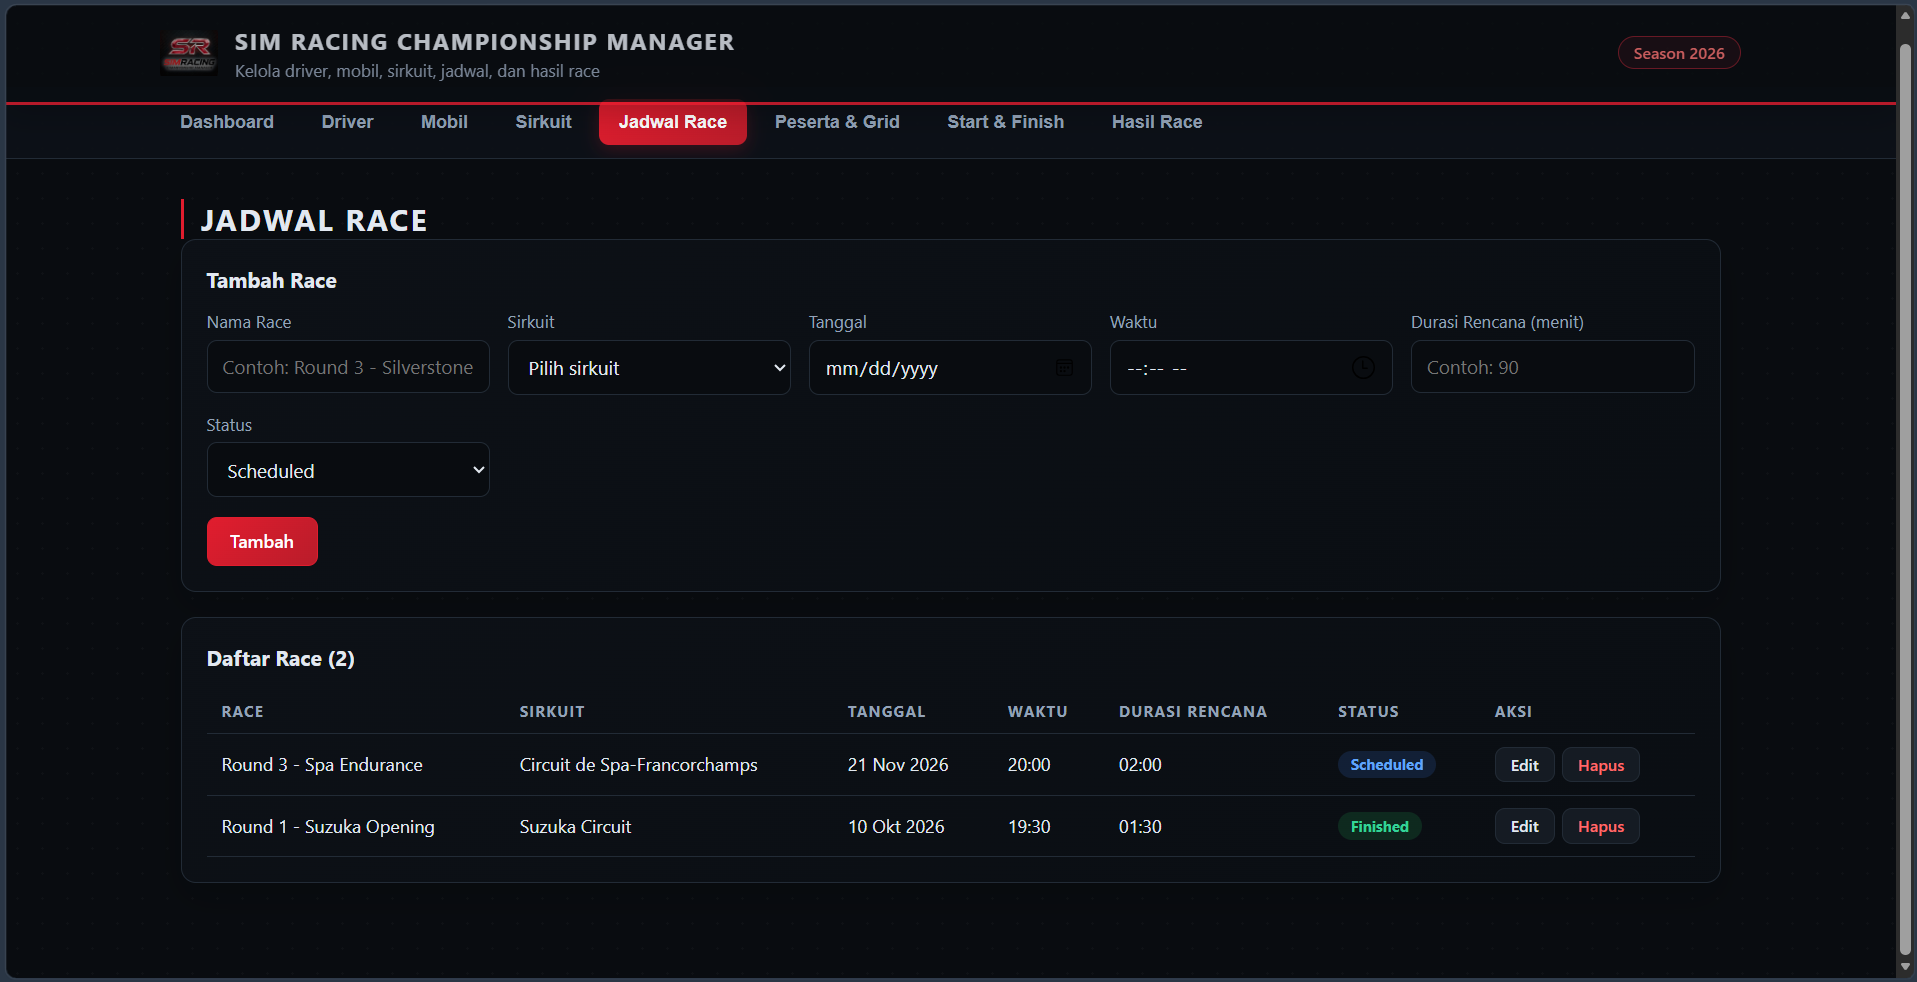 SR
SIM RACING
SIM RACING CHAMPIONSHIP MANAGER
Kelola driver, mobil, sirkuit, jadwal, dan hasil race
Season 2026
Dashboard Driver Mobil Sirkuit Jadwal Race Peserta & Grid Start & Finish Hasil Race
JADWAL RACE
Tambah Race
Nama Race Sirkuit Tanggal Waktu Durasi Rencana (menit)
Contoh: Round 3 - Silverstone Pilih sirkuit mm/dd/yyyy --:-- -- Contoh: 90
Status
Scheduled
Tambah
Daftar Race (2)
RACE SIRKUIT TANGGAL WAKTU DURASI RENCANA STATUS AKSI
Round 3 - Spa Endurance Circuit de Spa-Francorchamps 21 Nov 2026 20:00 02:00 Scheduled Edit Hapus
Round 1 - Suzuka Opening Suzuka Circuit 10 Okt 2026 19:30 01:30 Finished Edit Hapus